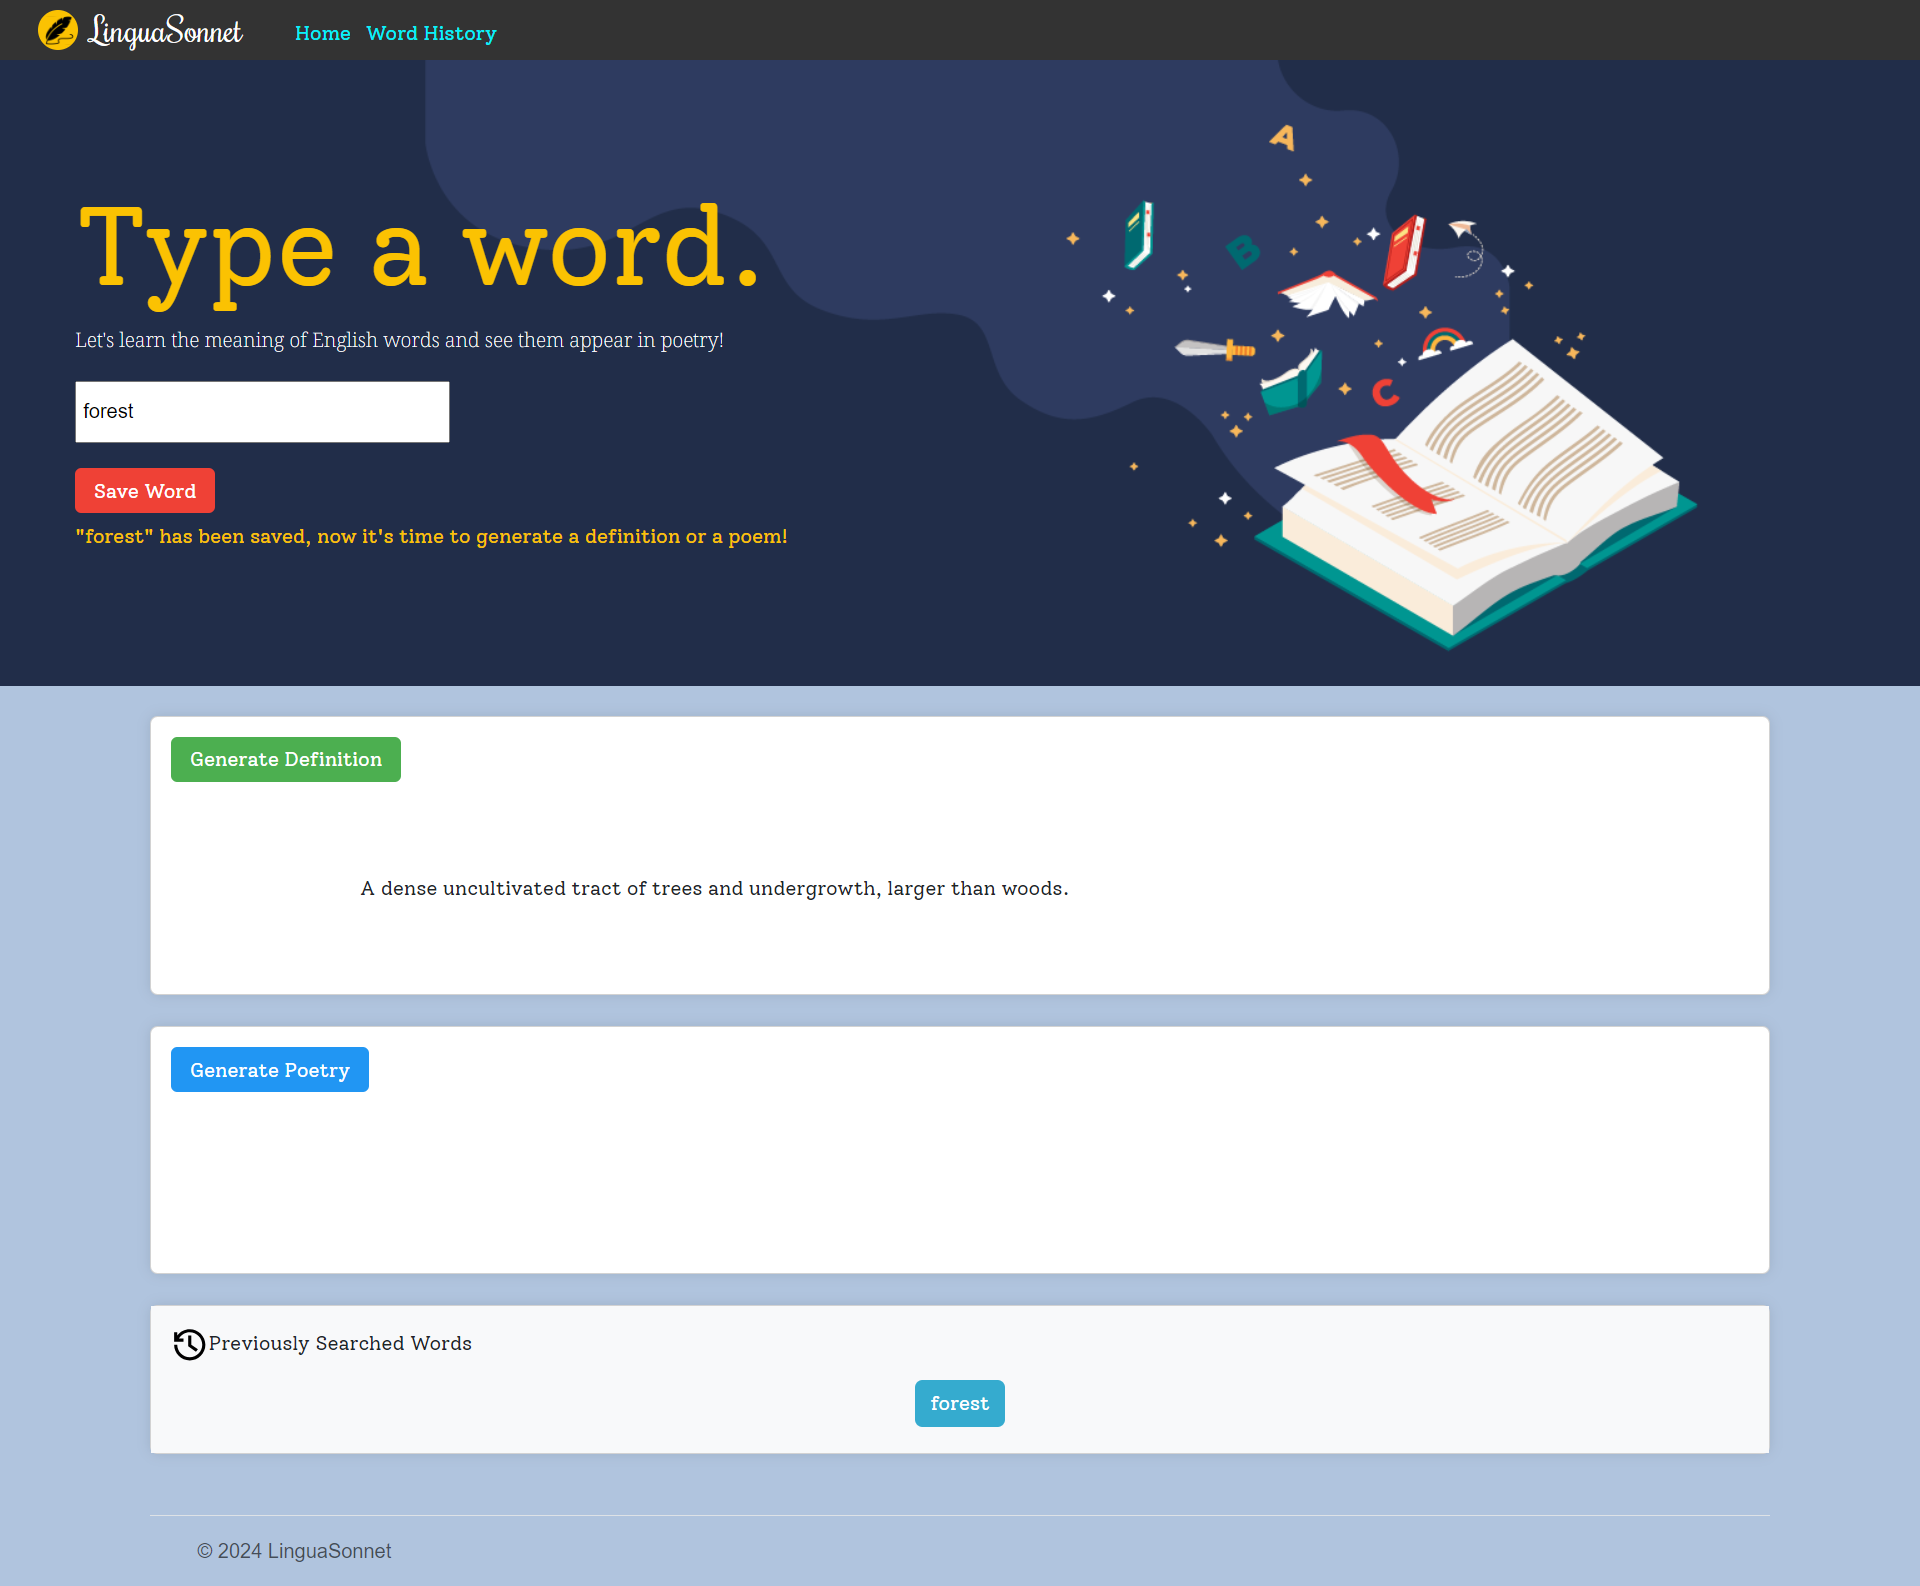 LinguaSonnet Home Word History
A
B
C
Type a word.
Let's learn the meaning of English words and see them appear in poetry!
forest
Save Word
"forest" has been saved, now it's time to generate a definition or a poem!
Generate Definition
A dense uncultivated tract of trees and undergrowth, larger than woods.
Generate Poetry
Previously Searched Words
forest
© 2024 LinguaSonnet